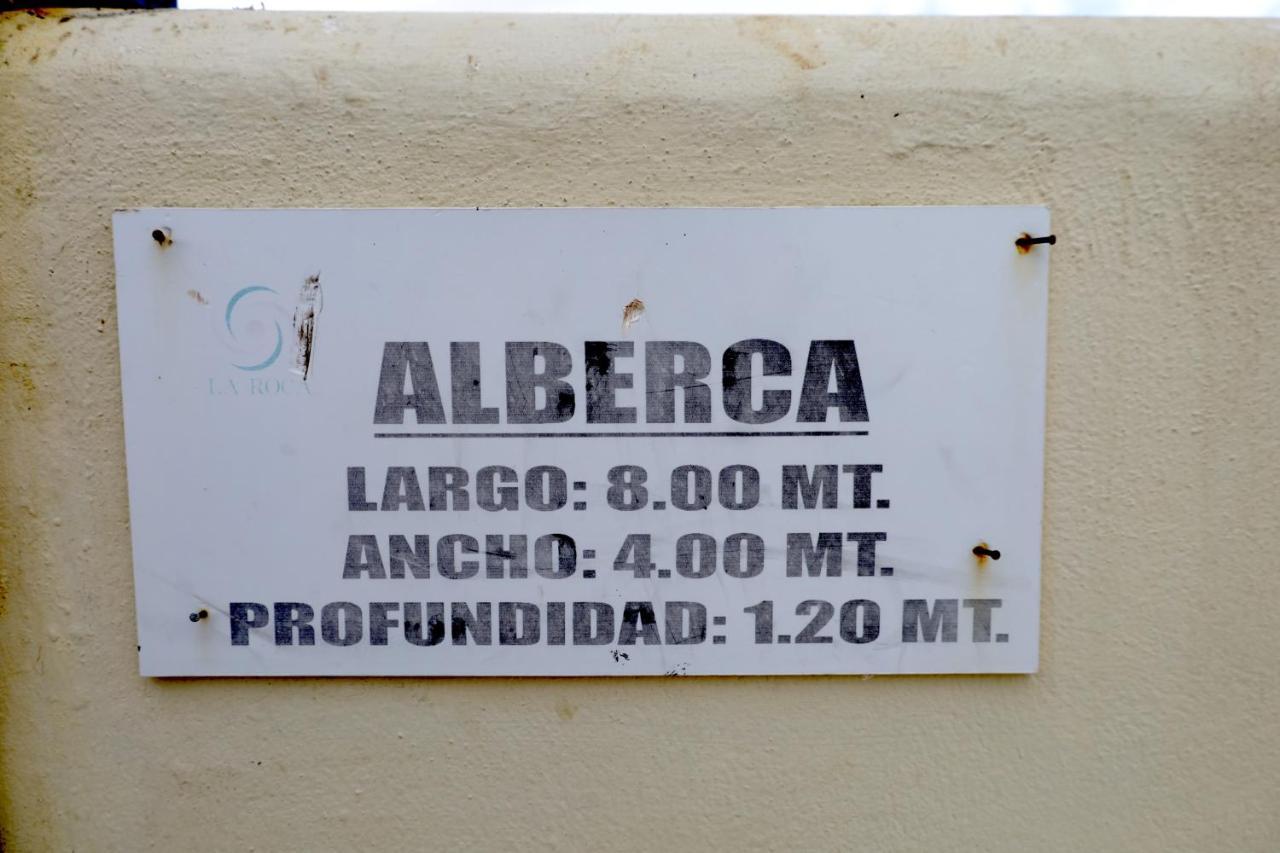 LA ROCA
ALBERCA
LARGO: 8.00 MT.
ANCHO: 4.00 MT.
PROFUNDIDAD: 1.20 MT.